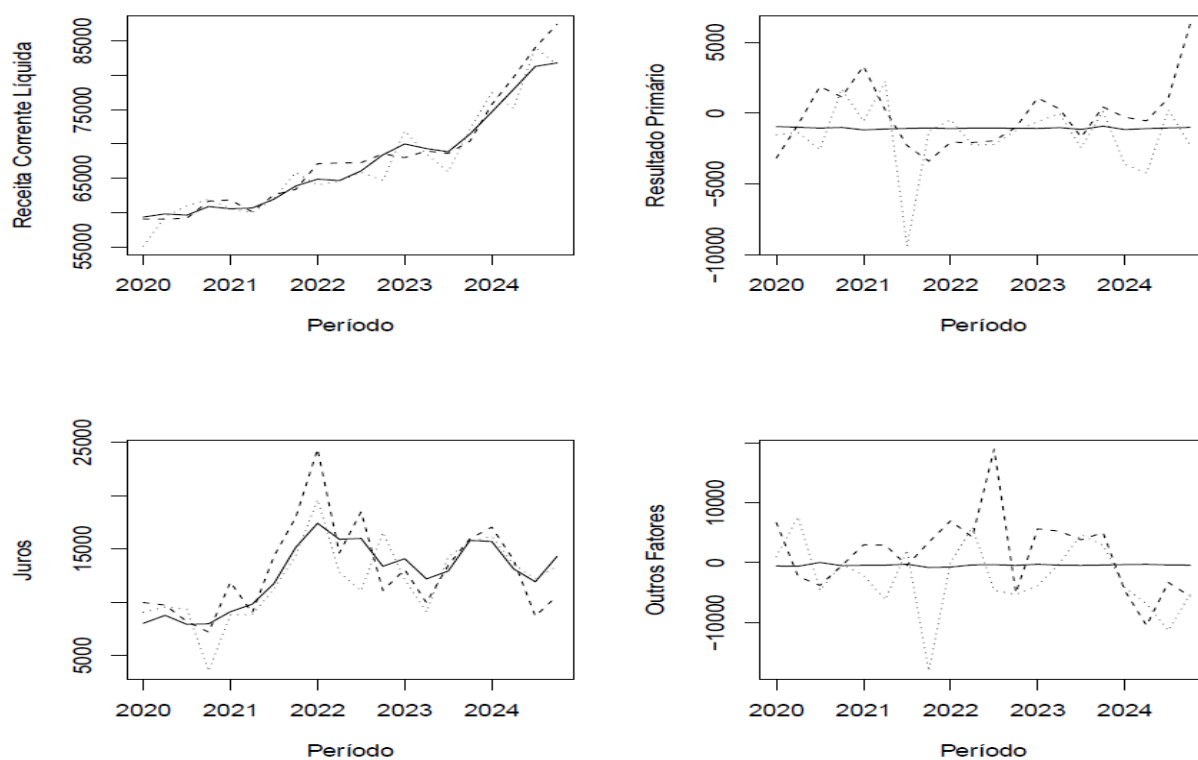 Receita Corrente Líquida
85000
75000
65000
55000
2020 2021 2022 2023 2024
Período
Resultado Primário
5000
0
−5000
−10000
2020 2021 2022 2023 2024
Período
Juros
25000
15000
5000
2020 2021 2022 2023 2024
Período
Outros Fatores
10000
0
−10000
2020 2021 2022 2023 2024
Período